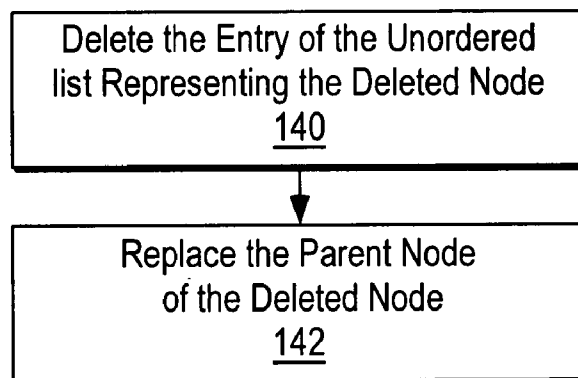 Delete the Entry of the Unordered
list Representing the Deleted Node
140
Replace the Parent Node
of the Deleted Node
142